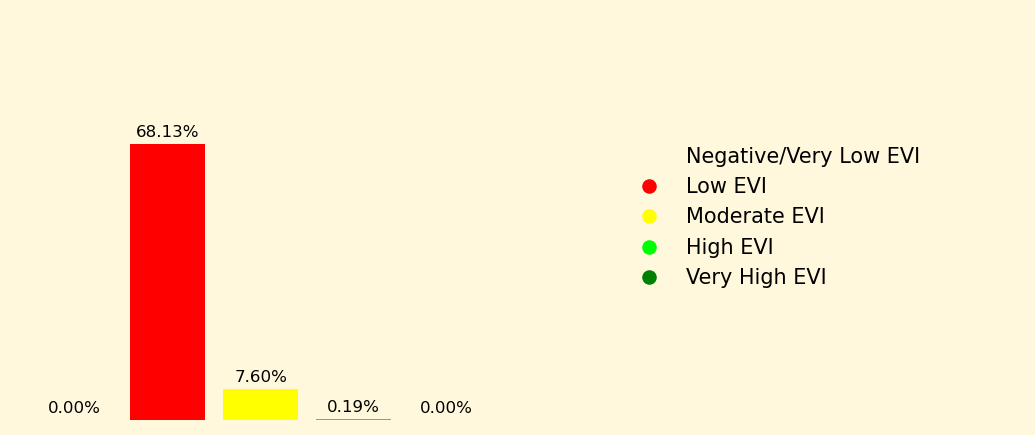 68.13%
7.60%
0.00%
0.19%
0.00%
Negative/Very Low EVI
Low EVI
Moderate EVI
High EVI
Very High EVI